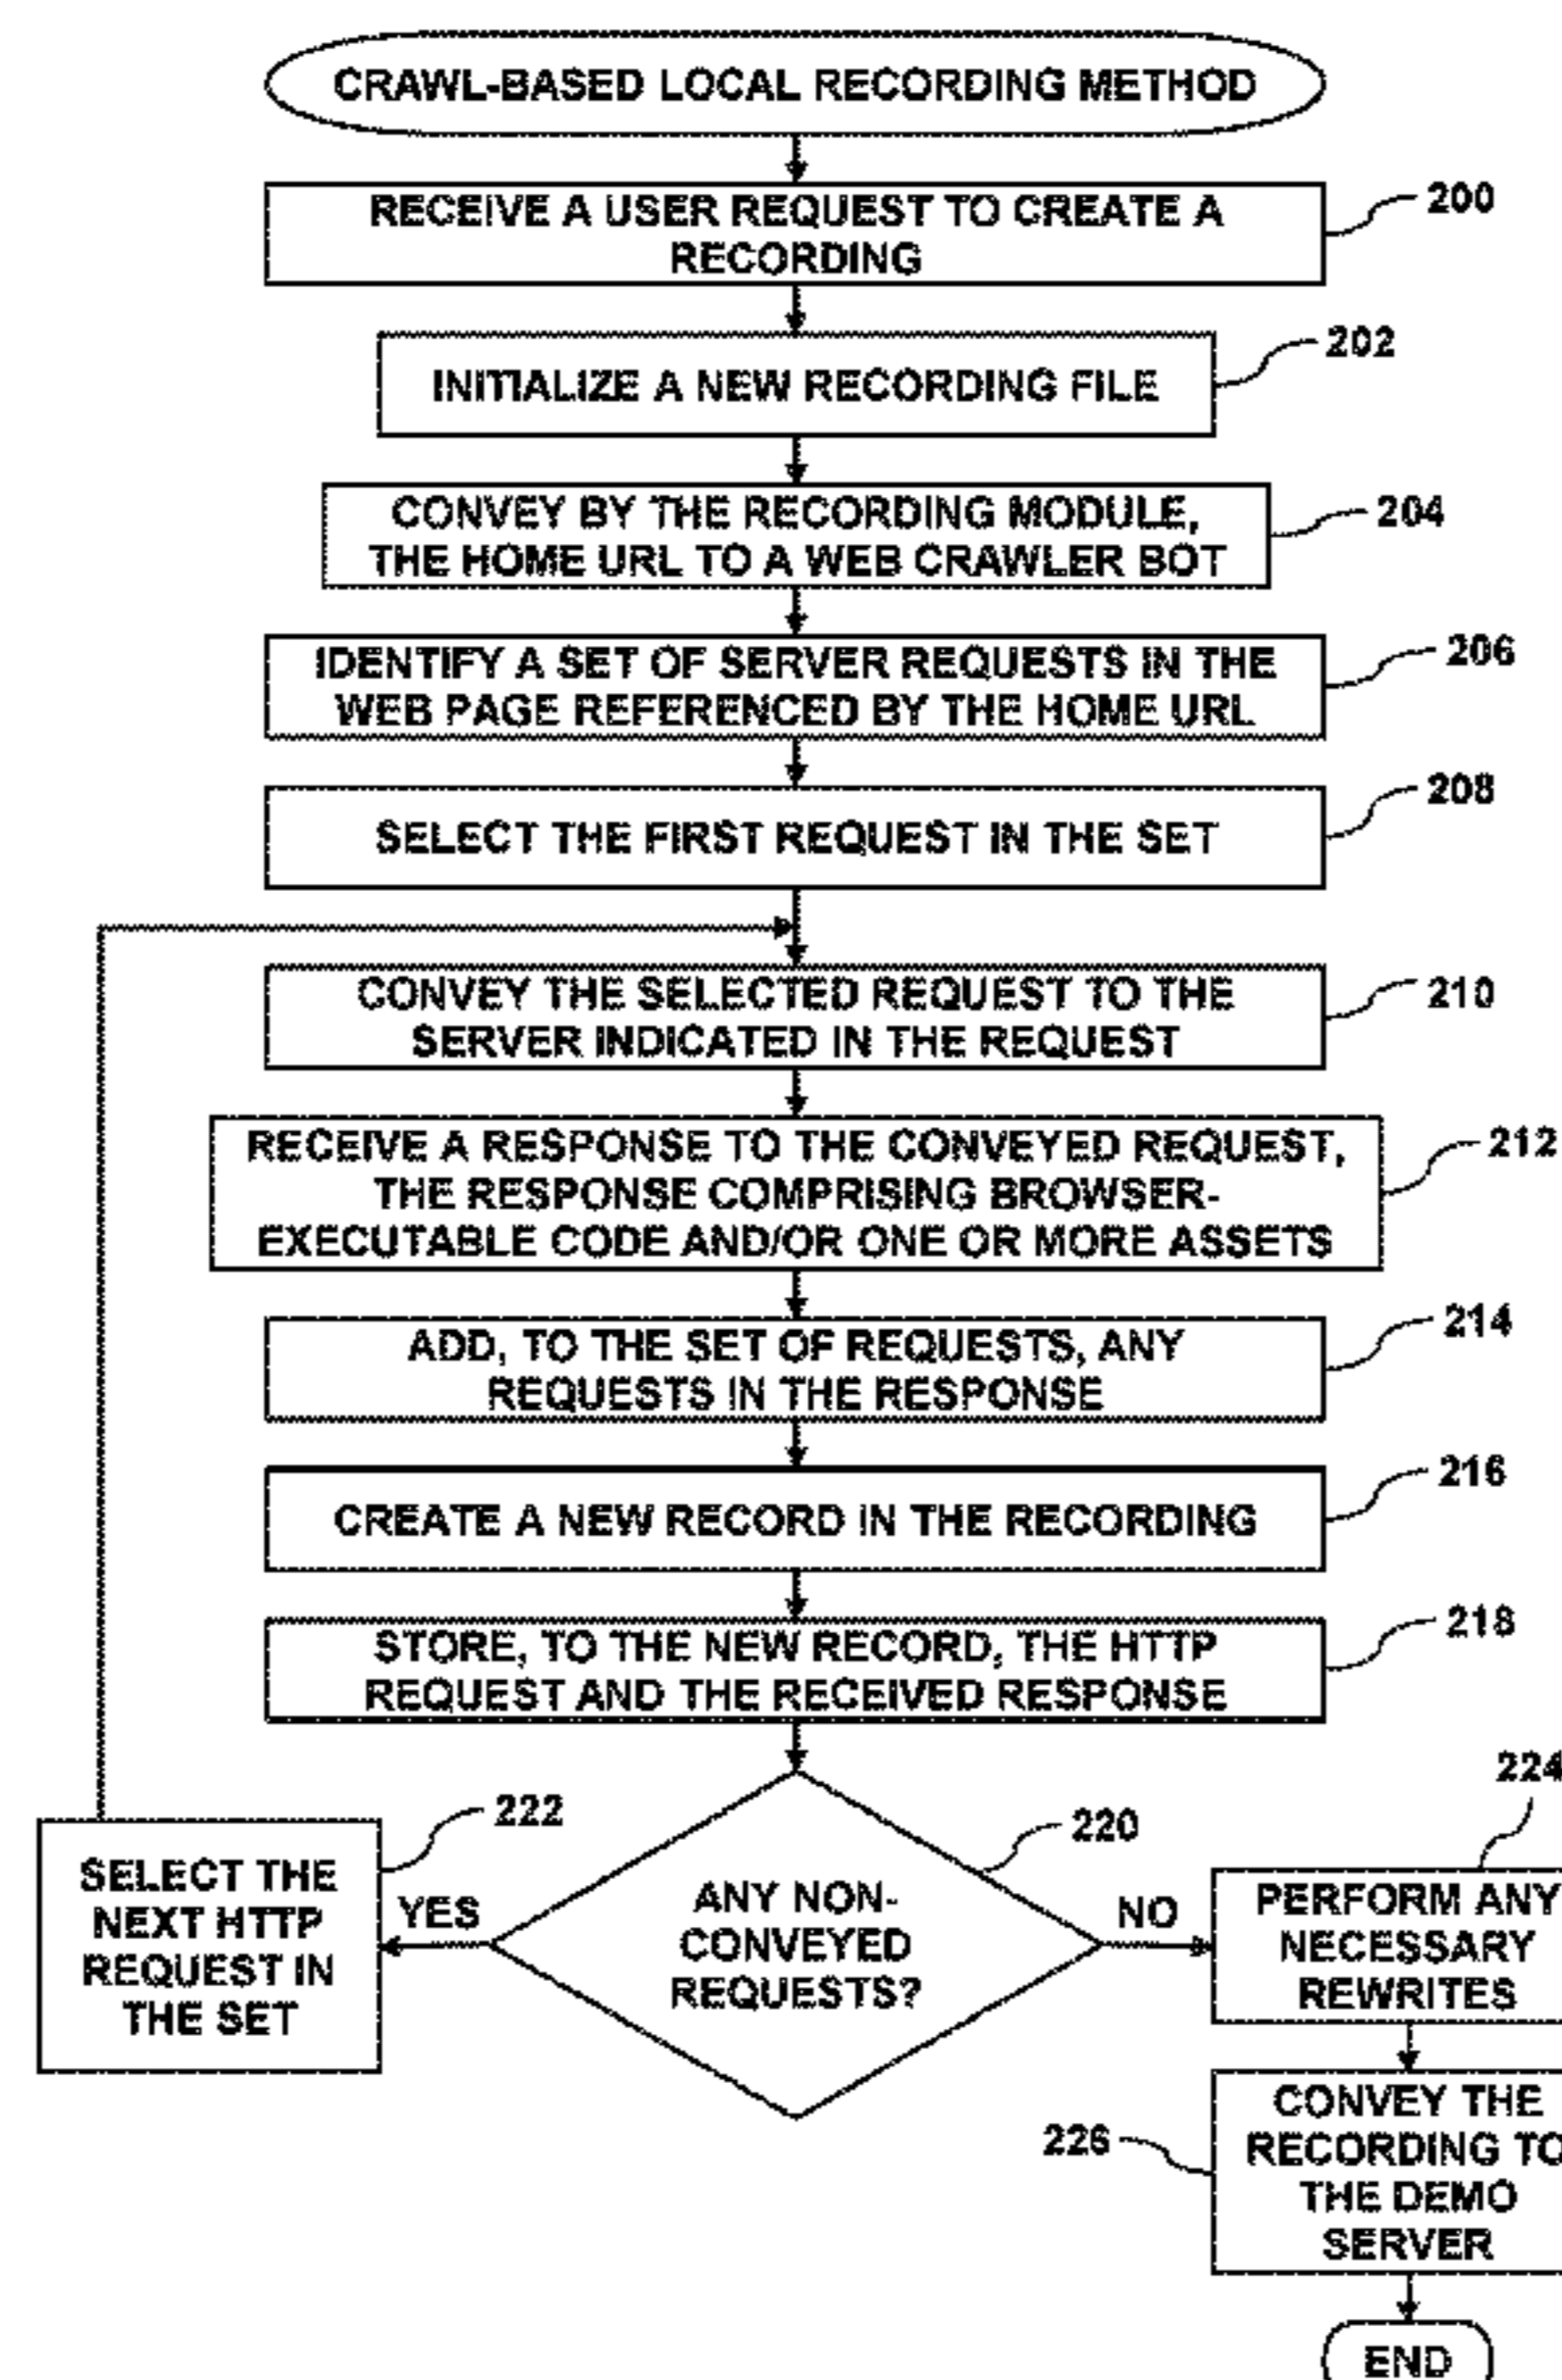 CRAWL-BASED LOCAL RECORDING METHOD
RECEIVE A USER REQUEST TO CREATE A
RECORDING
200
INITIALIZE A NEW RECORDING FILE
202
CONVEY BY THE RECORDING MODULE,
THE HOME URL TO A WEB CRAWLER BOT
204
IDENTIFY A SET OF SERVER REQUESTS IN THE
WEB PAGE REFERENCED BY THE HOME URL
206
SELECT THE FIRST REQUEST IN THE SET
208
CONVEY THE SELECTED REQUEST TO THE
SERVER INDICATED IN THE REQUEST
210
RECEIVE A RESPONSE TO THE CONVEYED REQUEST,
THE RESPONSE COMPRISING BROWSER-
EXECUTABLE CODE AND/OR ONE OR MORE ASSETS
212
ADD, TO THE SET OF REQUESTS, ANY
REQUESTS IN THE RESPONSE
214
CREATE A NEW RECORD IN THE RECORDING
216
STORE, TO THE NEW RECORD, THE HTTP
REQUEST AND THE RECEIVED RESPONSE
218
ANY NON-
CONVEYED
REQUESTS?
220
YES
SELECT THE
NEXT HTTP
REQUEST IN
THE SET
222
NO
PERFORM ANY
NECESSARY
REWRITES
224
CONVEY THE
RECORDING TO
THE DEMO
SERVER
226
END